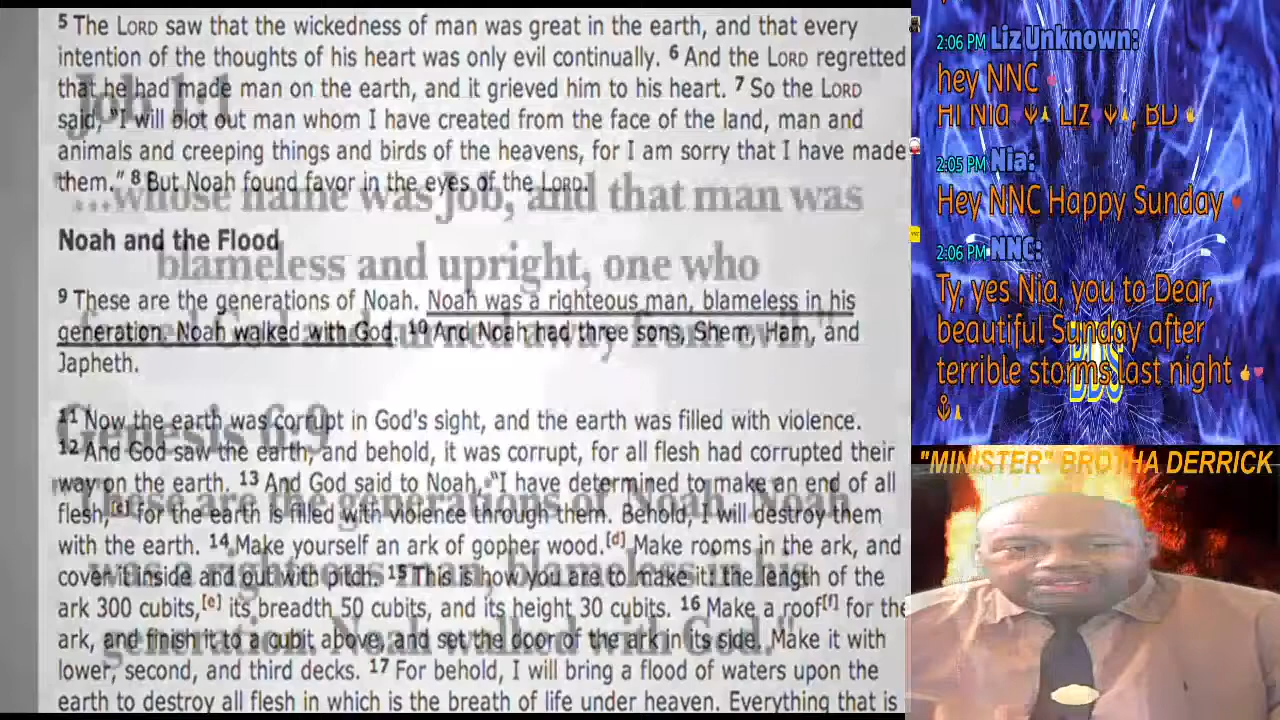 5 The LORD saw that the wickedness of man was great in the earth, and that every
intention of the thoughts of his heart was only evil continually. 6 And the LORD regretted
that he had made man on the earth, and it grieved him to his heart. 7 So the LORD
said, "I will blot out man whom I have created from the face of the land, man and
animals and creeping things and birds of the heavens, for I am sorry that I have made
them." 8 But Noah found favor in the eyes of the LORD.
Noah and the Flood
9 These are the generations of Noah. Noah was a righteous man, blameless in his
generation. Noah walked with God. 10 And Noah had three sons, Shem, Ham, and
Japheth.
11 Now the earth was corrupt in God's sight, and the earth was filled with violence.
12 And God saw the earth, and behold, it was corrupt, for all flesh had corrupted their
way on the earth. 13 And God said to Noah, "I have determined to make an end of all
flesh,[c] for the earth is filled with violence through them. Behold, I will destroy them
with the earth. 14 Make yourself an ark of gopher wood.[d] Make rooms in the ark, and
cover it inside and out with pitch. 15 This is how you are to make it: the length of the
ark 300 cubits,[e] its breadth 50 cubits, and its height 30 cubits. 16 Make a roof[f] for the
ark, and finish it to a cubit above, and set the door of the ark in its side. Make it with
lower, second, and third decks. 17 For behold, I will bring a flood of waters upon the
earth to destroy all flesh in which is the breath of life under heaven. Everything that is
Job 1:1
"...whose name was Job, and that man was
blameless and upright, one who
away from evil."
Genesis 6:9
"These are the generations of Noah. Noah
was a righteous man, blameless in his
generation. Noah walked with God."
2:06 PM Liz Unknown:
hey NNC
Hi Nia Liz , BD
2:05 PM Nia:
Hey NNC Happy Sunday
2:06 PM NNC:
Ty, yes Nia, you to Dear,
beautiful Sunday after
terrible storms last night
"MINISTER" BROTHA DERRICK